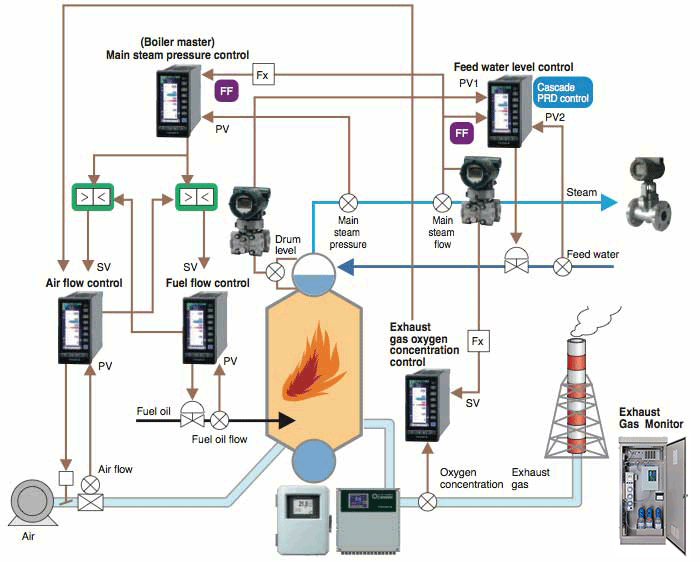 (Boiler master)
Main steam pressure control
Feed water level control
Fx
PV1
FF
Cascade
PRD control
PV
FF
PV2
> <
> <
Steam
Main
steam
pressure
Main
steam
flow
Drum
level
Feed water
SV
SV
Air flow control
Fuel flow control
Exhaust
gas oxygen
concentration
control
Fx
PV
PV
SV
Fuel oil
Fuel oil flow
Exhaust
Gas Monitor
Air flow
Oxygen
concentration
Exhaust
gas
Air